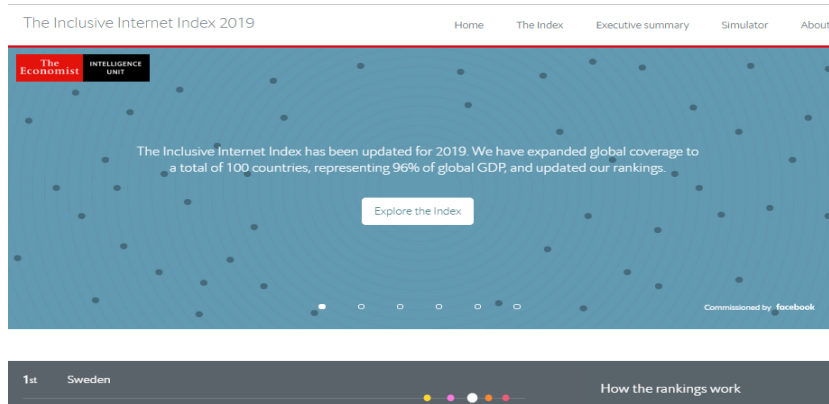 The Inclusive Internet Index 2019
Home The Index Executive summary Simulator About
The Economist INTELLIGENCE UNIT
The Inclusive Internet Index has been updated for 2019. We have expanded global coverage to
a total of 100 countries, representing 96% of global GDP, and updated our rankings.
Explore the Index
Commissioned by facebook
1st Sweden
How the rankings work